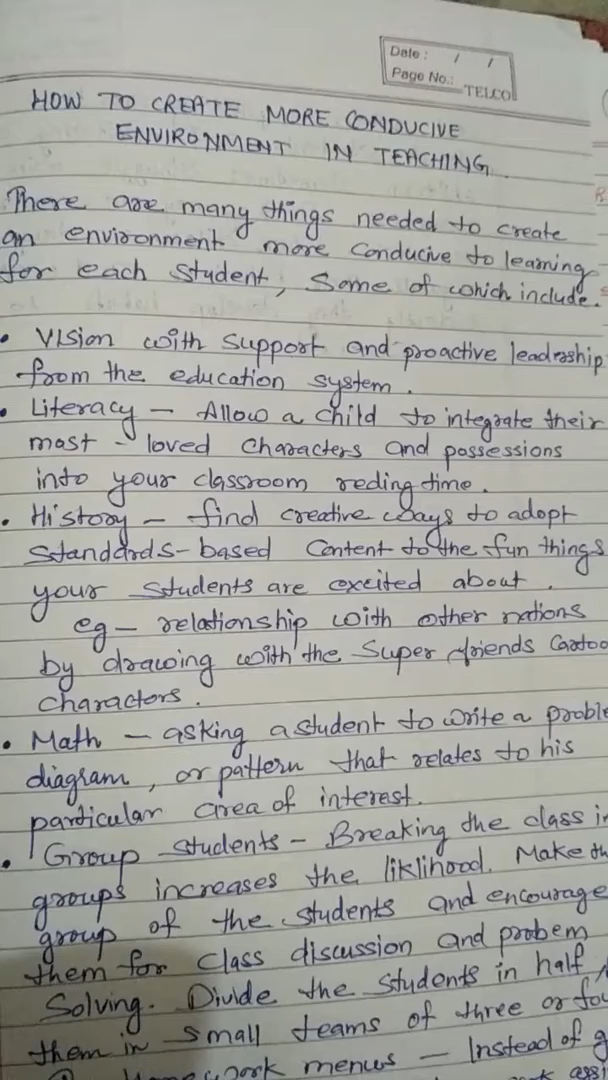 Date : / /
Page No.:
TELCO
HOW TO CREATE MORE CONDUCIVE
ENVIRONMENT IN TEACHING.
There are many things needed to create
an environment more conducive to learning
for each student, some of which include.
• Vision with support and proactive leadership
from the education system.
• Literacy - Allow a child to integrate their
most - loved characters and possessions
into your classroom reding time.
• History - find creative ways to adopt
standards-based content to the fun things
your students are excited about.
eg - relationship with other nations
by drawing with the super friends Cartoo
charactors.
• Math - asking a student to write a proble
diagram, or pattern that relates to his
particular area of interest.
• Group students - Breaking the class in
groups increases the liklihood. Make th
group of the students and encourage
them for class discussion and probem
Solving. Divide the students in half,
them in small teams of three or fou
work menus - Instead of g